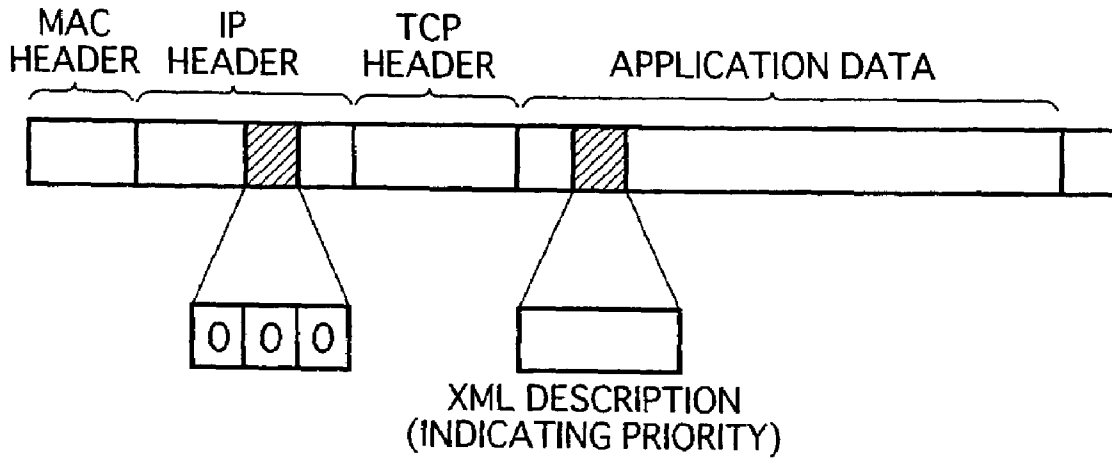 MAC HEADER
IP HEADER
TCP HEADER
APPLICATION DATA
0 0 0
XML DESCRIPTION
(INDICATING PRIORITY)